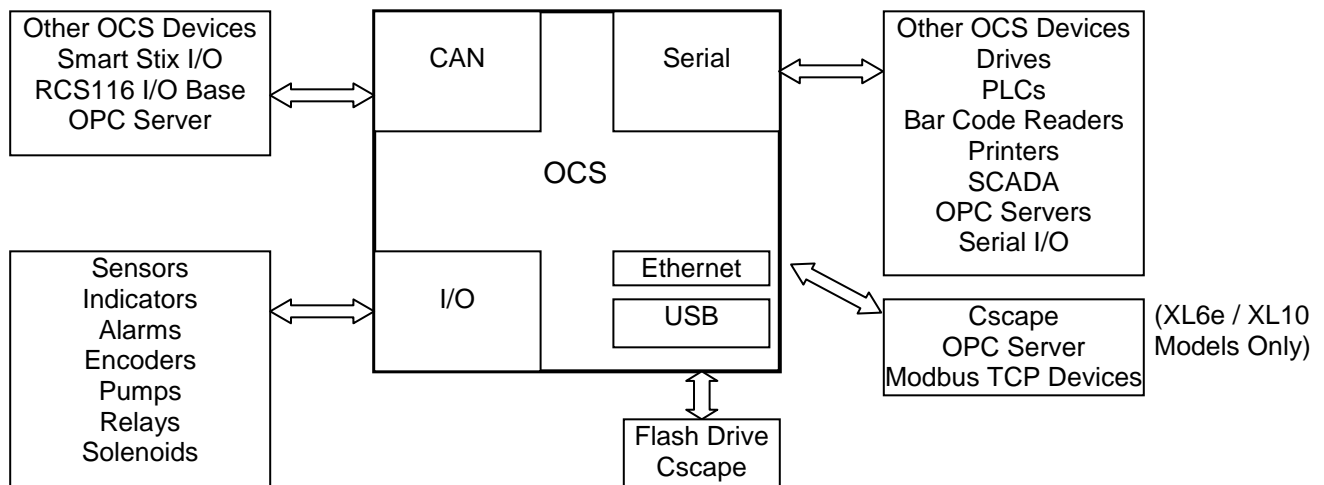 Other OCS Devices
Smart Stix I/O
RCS116 I/O Base
OPC Server
CAN
Serial
OCS
I/O
Ethernet
USB
Other OCS Devices
Drives
PLCs
Bar Code Readers
Printers
SCADA
OPC Servers
Serial I/O
Sensors
Indicators
Alarms
Encoders
Pumps
Relays
Solenoids
Cscape
OPC Server
Modbus TCP Devices
(XL6e / XL10
Models Only)
Flash Drive
Cscape